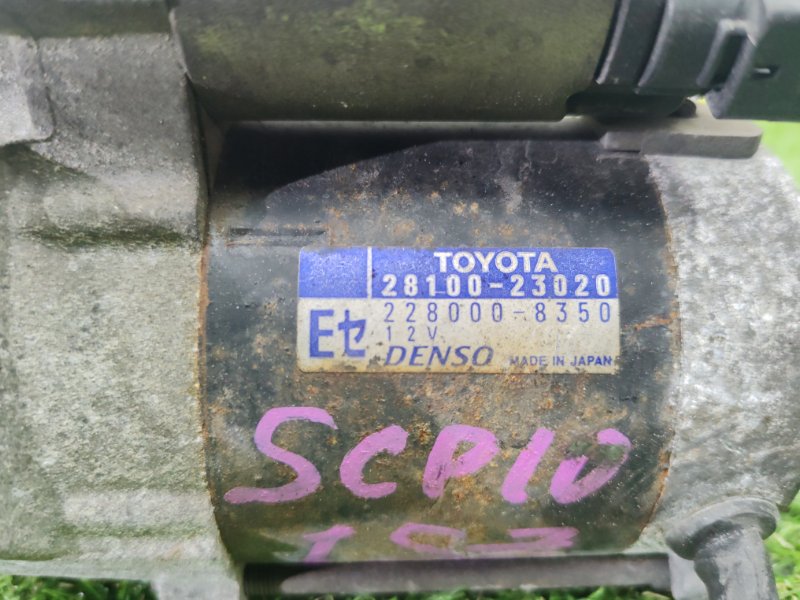 TOYOTA
28100-23020
228000-8350
12V
Eセ
DENSO MADE IN JAPAN
SCP10